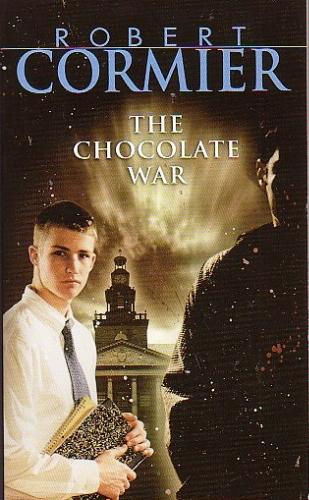 ROBERT
CORMIER
THE
CHOCOLATE
WAR